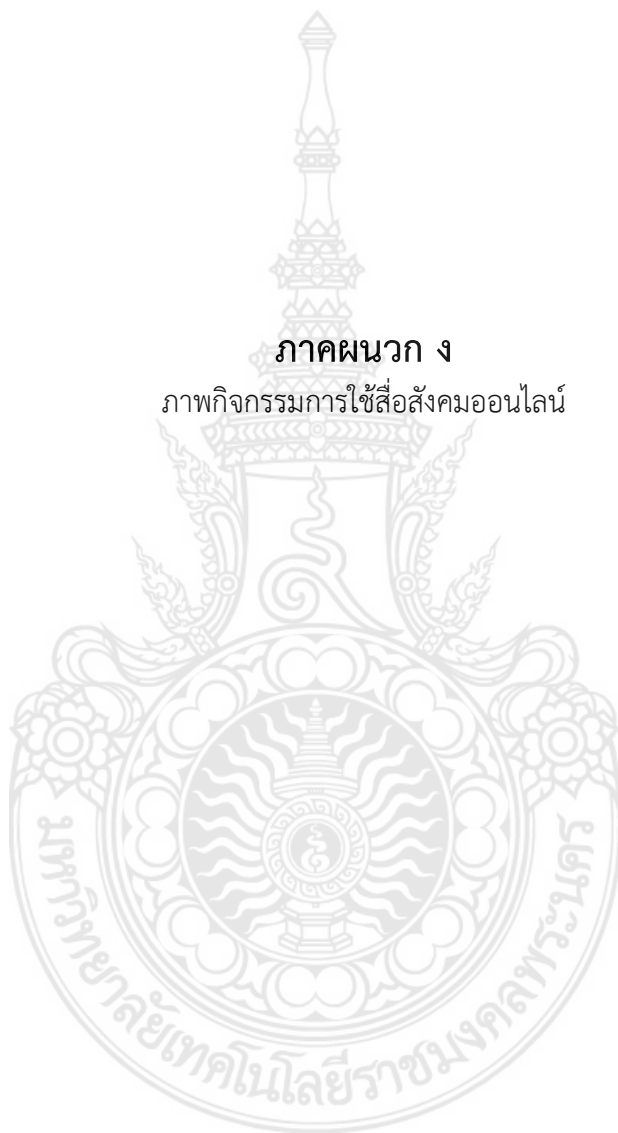 ภาคผนวก ง
ภาพกิจกรรมการใช้สื่อสังคมออนไลน์
มหาวิทยาลัยเทคโนโลยีราชมงคลพระนคร